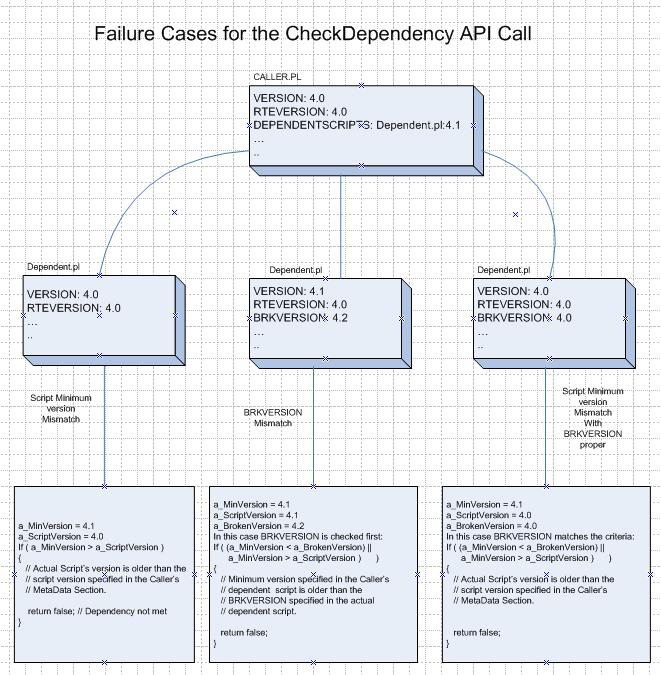 Failure Cases for the CheckDependency API Call
CALLER.PL
VERSION: 4.0
RTEVERSION: 4.0
DEPENDENTSCRIPTS: Dependent.pl:4.1
...
..
Dependent.pl
VERSION: 4.0
RTEVERSION: 4.0
...
..
Dependent.pl
VERSION: 4.1
RTEVERSION: 4.0
BRKVERSION: 4.2
...
..
Dependent.pl
VERSION: 4.0
RTEVERSION: 4.0
BRKVERSION: 4.0
...
..
Script Minimum
version
Mismatch
BRKVERSION
Mismatch
Script Minimum
version
Mismatch
With
BRKVERSION
proper
a_MinVersion = 4.1
a_ScriptVersion = 4.0
If ( a_MinVersion > a_ScriptVersion )
{
// Actual Script's version is older than the
// script version specified in the Caller's
// MetaData Section.
return false; // Dependency not met
}
a_MinVersion = 4.1
a_ScriptVersion = 4.1
a_BrokenVersion = 4.2
In this case BRKVERSION is checked first:
If ( (a_MinVersion < a_BrokenVersion) ||
a_MinVersion > a_ScriptVersion ) )
{
// Minimum version specified in the Caller's
// dependent script is older than the
// BRKVERSION specified in the actual
// dependent script.
return false;
}
a_MinVersion = 4.1
a_ScriptVersion = 4.0
a_BrokenVersion = 4.0
In this case BRKVERSION matches the criteria:
If ( (a_MinVersion < a_BrokenVersion) ||
a_MinVersion > a_ScriptVersion ) )
{
// Actual Script's version is older than the
// script version specified in the Caller's
// MetaData Section.
return false;
}